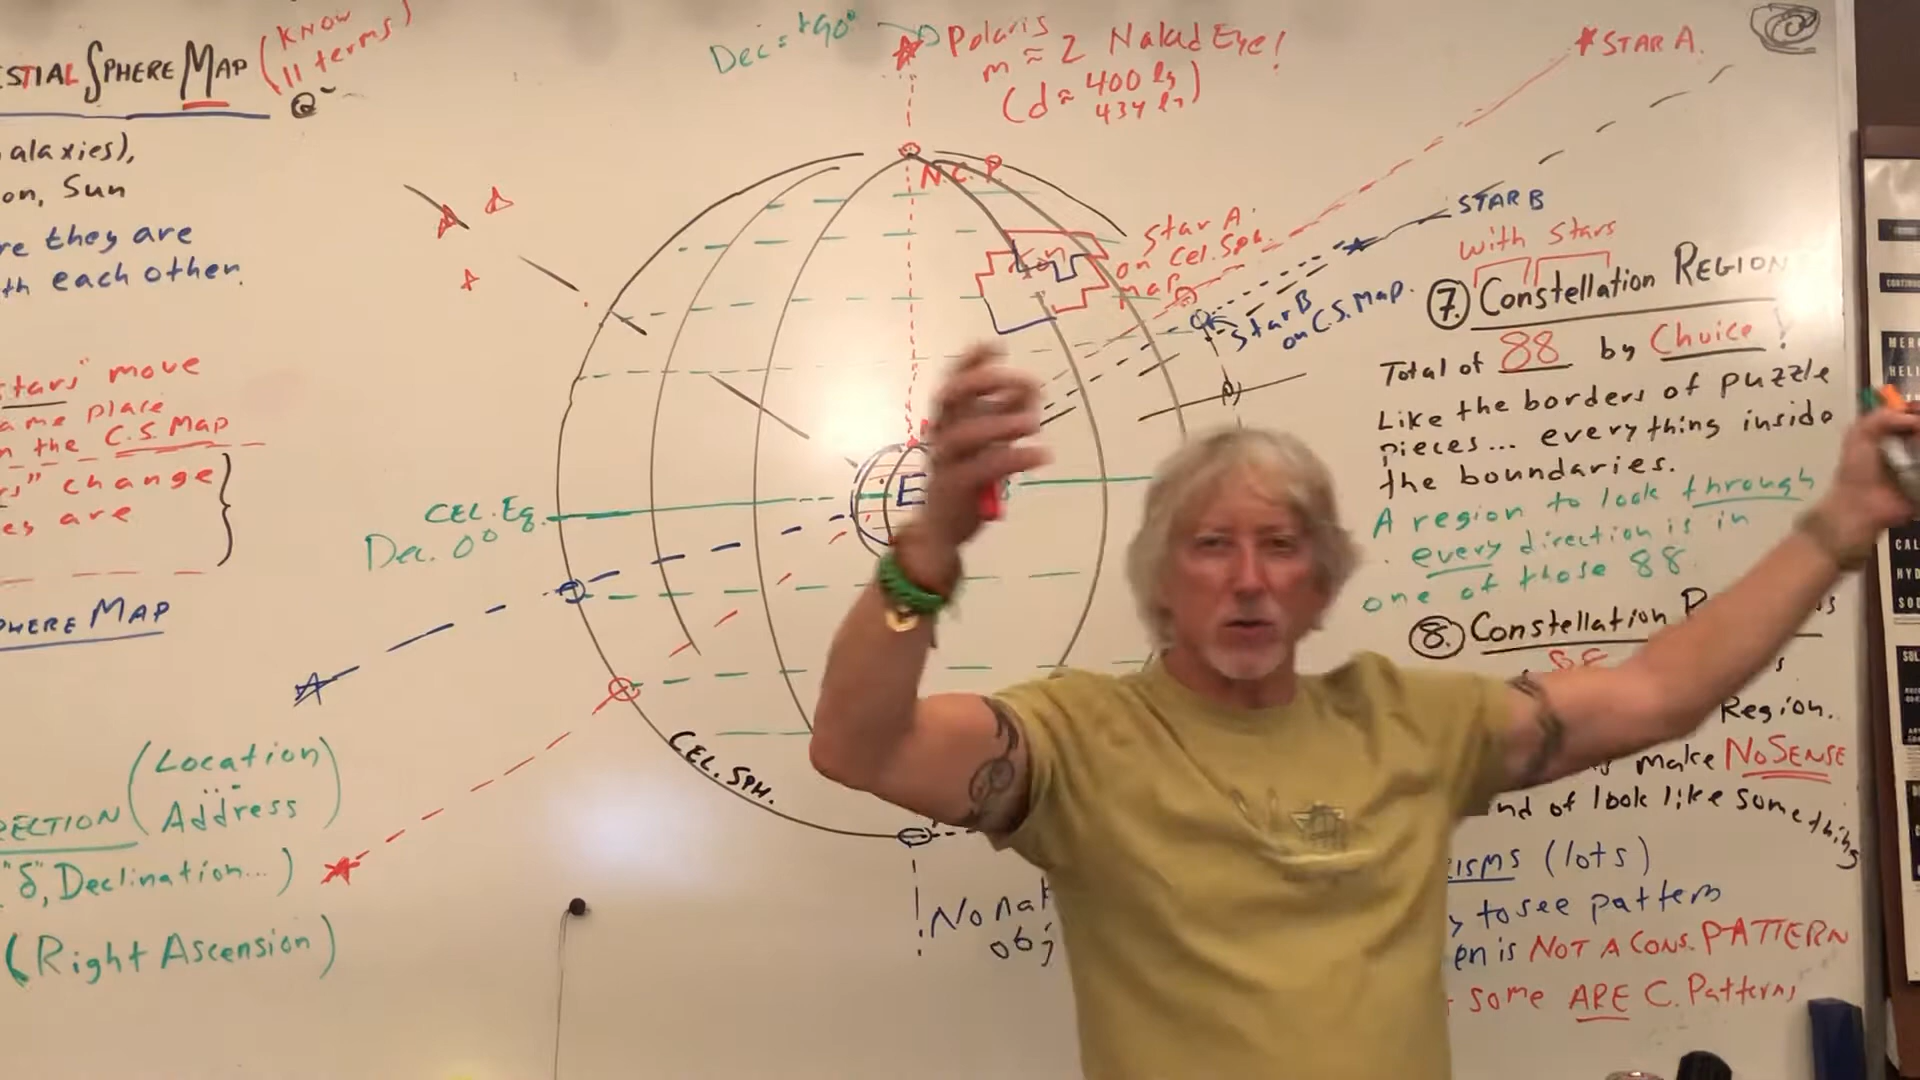 ESTIAL SPHERE MAP
(KNOW
11 terms)
Q~
alaxies),
on, Sun
re they are
th each other.
stars" move
ame place
n the C.S. Map
s" change
es are
PHERE MAP
(Location
Address)
RECTION
"δ, Declination...)
(Right Ascension)
Dec = +90°
Polaris
m ≈ 2 Naked Eye!
(d ≈ 400 ly
434 ly)
N.C.P.
STAR A.
STAR B
Star A
on Cel. Sph.
map
Star B
on C.S. Map.
CEL. Eq.
Dec. 0°
E
CEL. SPH.
No nat
obj
with Stars
7. Constellation REGION
Total of 88 by Choice!
Like the borders of puzzle
pieces... everything inside
the boundaries.
A region to look through
. every direction is in
one of those 88.
8. Constellation P
Region.
make NoSENSE
nd of look like something
isms (lots)
y to see pattern
en is NOT A CONS. PATTERN
some ARE C. Patterns